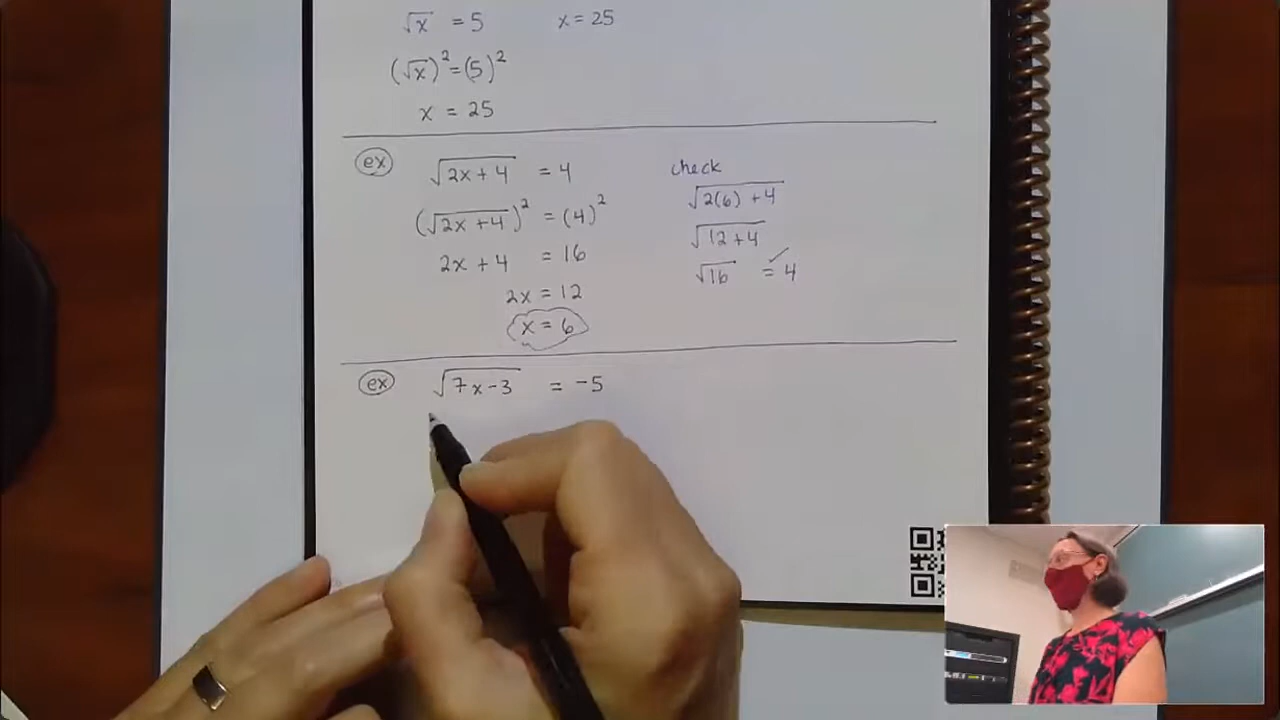 √x = 5 x = 25
(√x)² = (5)²
x = 25
ex √2x + 4 = 4 check
√2(6) + 4
(√2x + 4)² = (4)²
√12 + 4
2x + 4 = 16
√16 = 4 ✓
2x = 12
x = 6
ex √7x - 3 = -5